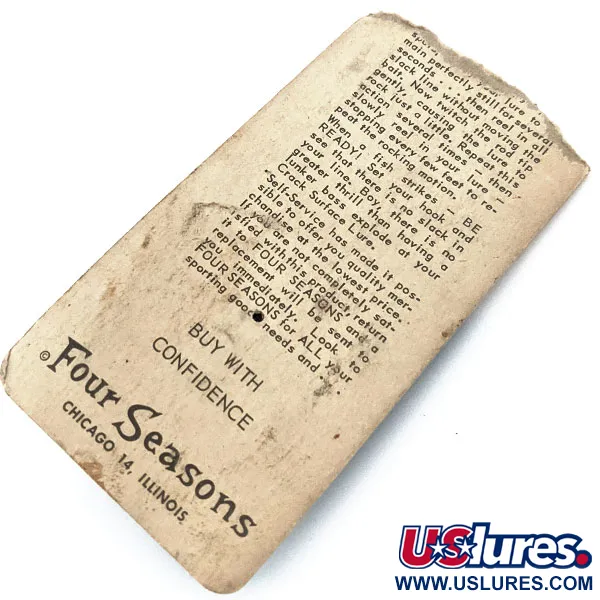 main perfectly still for several
seconds . . . then reel in all
slack line without moving the
bait. Now twitch the rod tip
gently, causing the lure to
rock just a little. Repeat this
action several times then
slowly reel in your lure —
stopping every few feet to re-
peat the rocking motion.
When fish strikes — BE
READY! Set your hook and
see that there is no slack in
your line. Boy, there is no
greater thrill than having a
lunker bass explode at your
Crack Surface Lure.
"Self-Service has made it pos-
sible to offer you quality mer-
chandise at the lowest price.
If you are not completely sat-
isfied with this product, return
to FOUR SEASONS and a
replacement will be sent to
you immediately. Look to
FOUR SEASONS for ALL your
sporting goods needs and
BUY WITH
CONFIDENCE
© Four Seasons
CHICAGO 14, ILLINOIS
USlures.
WWW.USLURES.COM